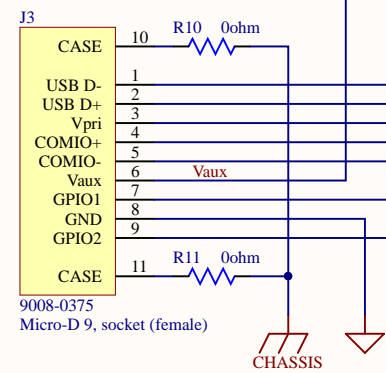 J3
R10 0ohm
CASE 10
USB D- 1
USB D+ 2
Vpri 3
COMIO+ 4
COMIO- 5
Vaux 6 Vaux
GPIO1 7
GND 8
GPIO2 9
R11 0ohm
CASE 11
9008-0375
Micro-D 9, socket (female)
CHASSIS